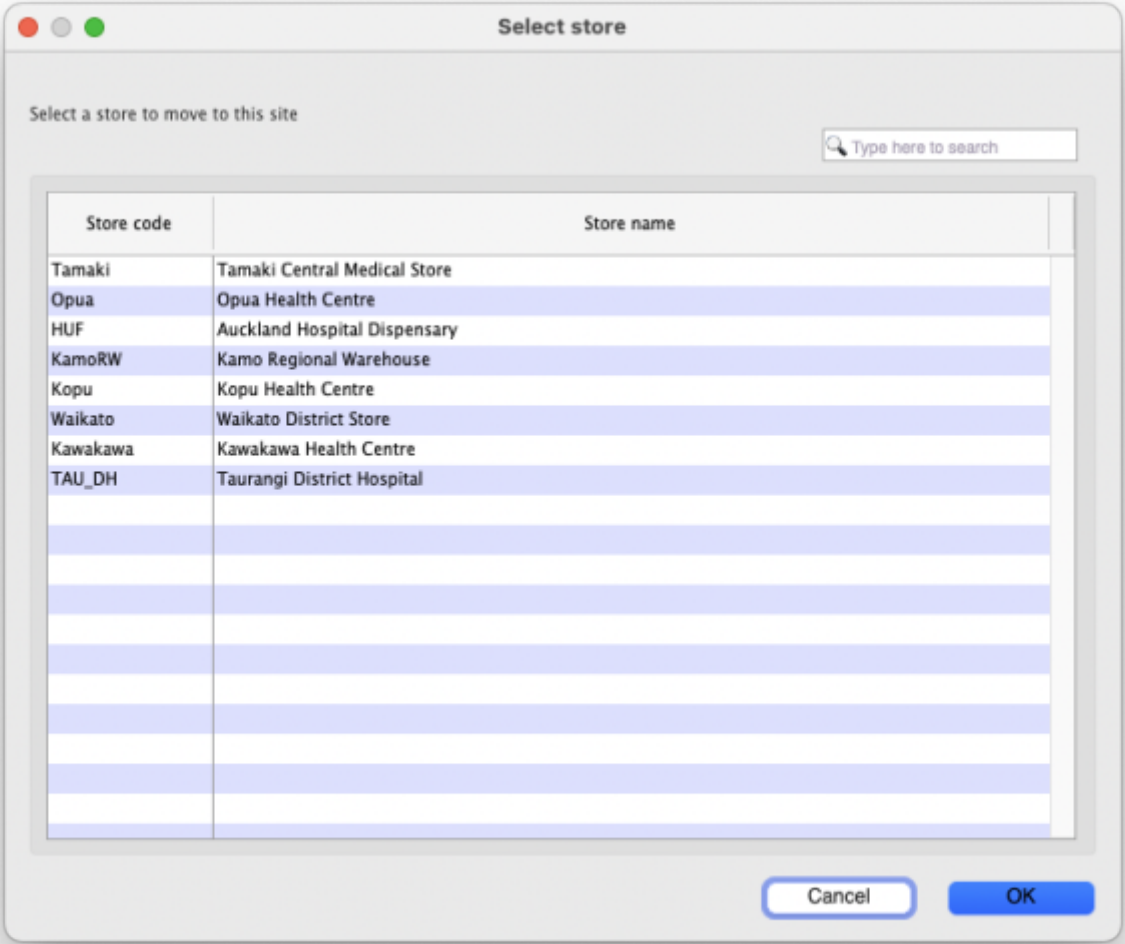 Select store
Select a store to move to this site
Type here to search
Store code Store name
Tamaki Tamaki Central Medical Store
Opua Opua Health Centre
HUF Auckland Hospital Dispensary
KamoRW Kamo Regional Warehouse
Kopu Kopu Health Centre
Waikato Waikato District Store
Kawakawa Kawakawa Health Centre
TAU_DH Taurangi District Hospital
Cancel OK